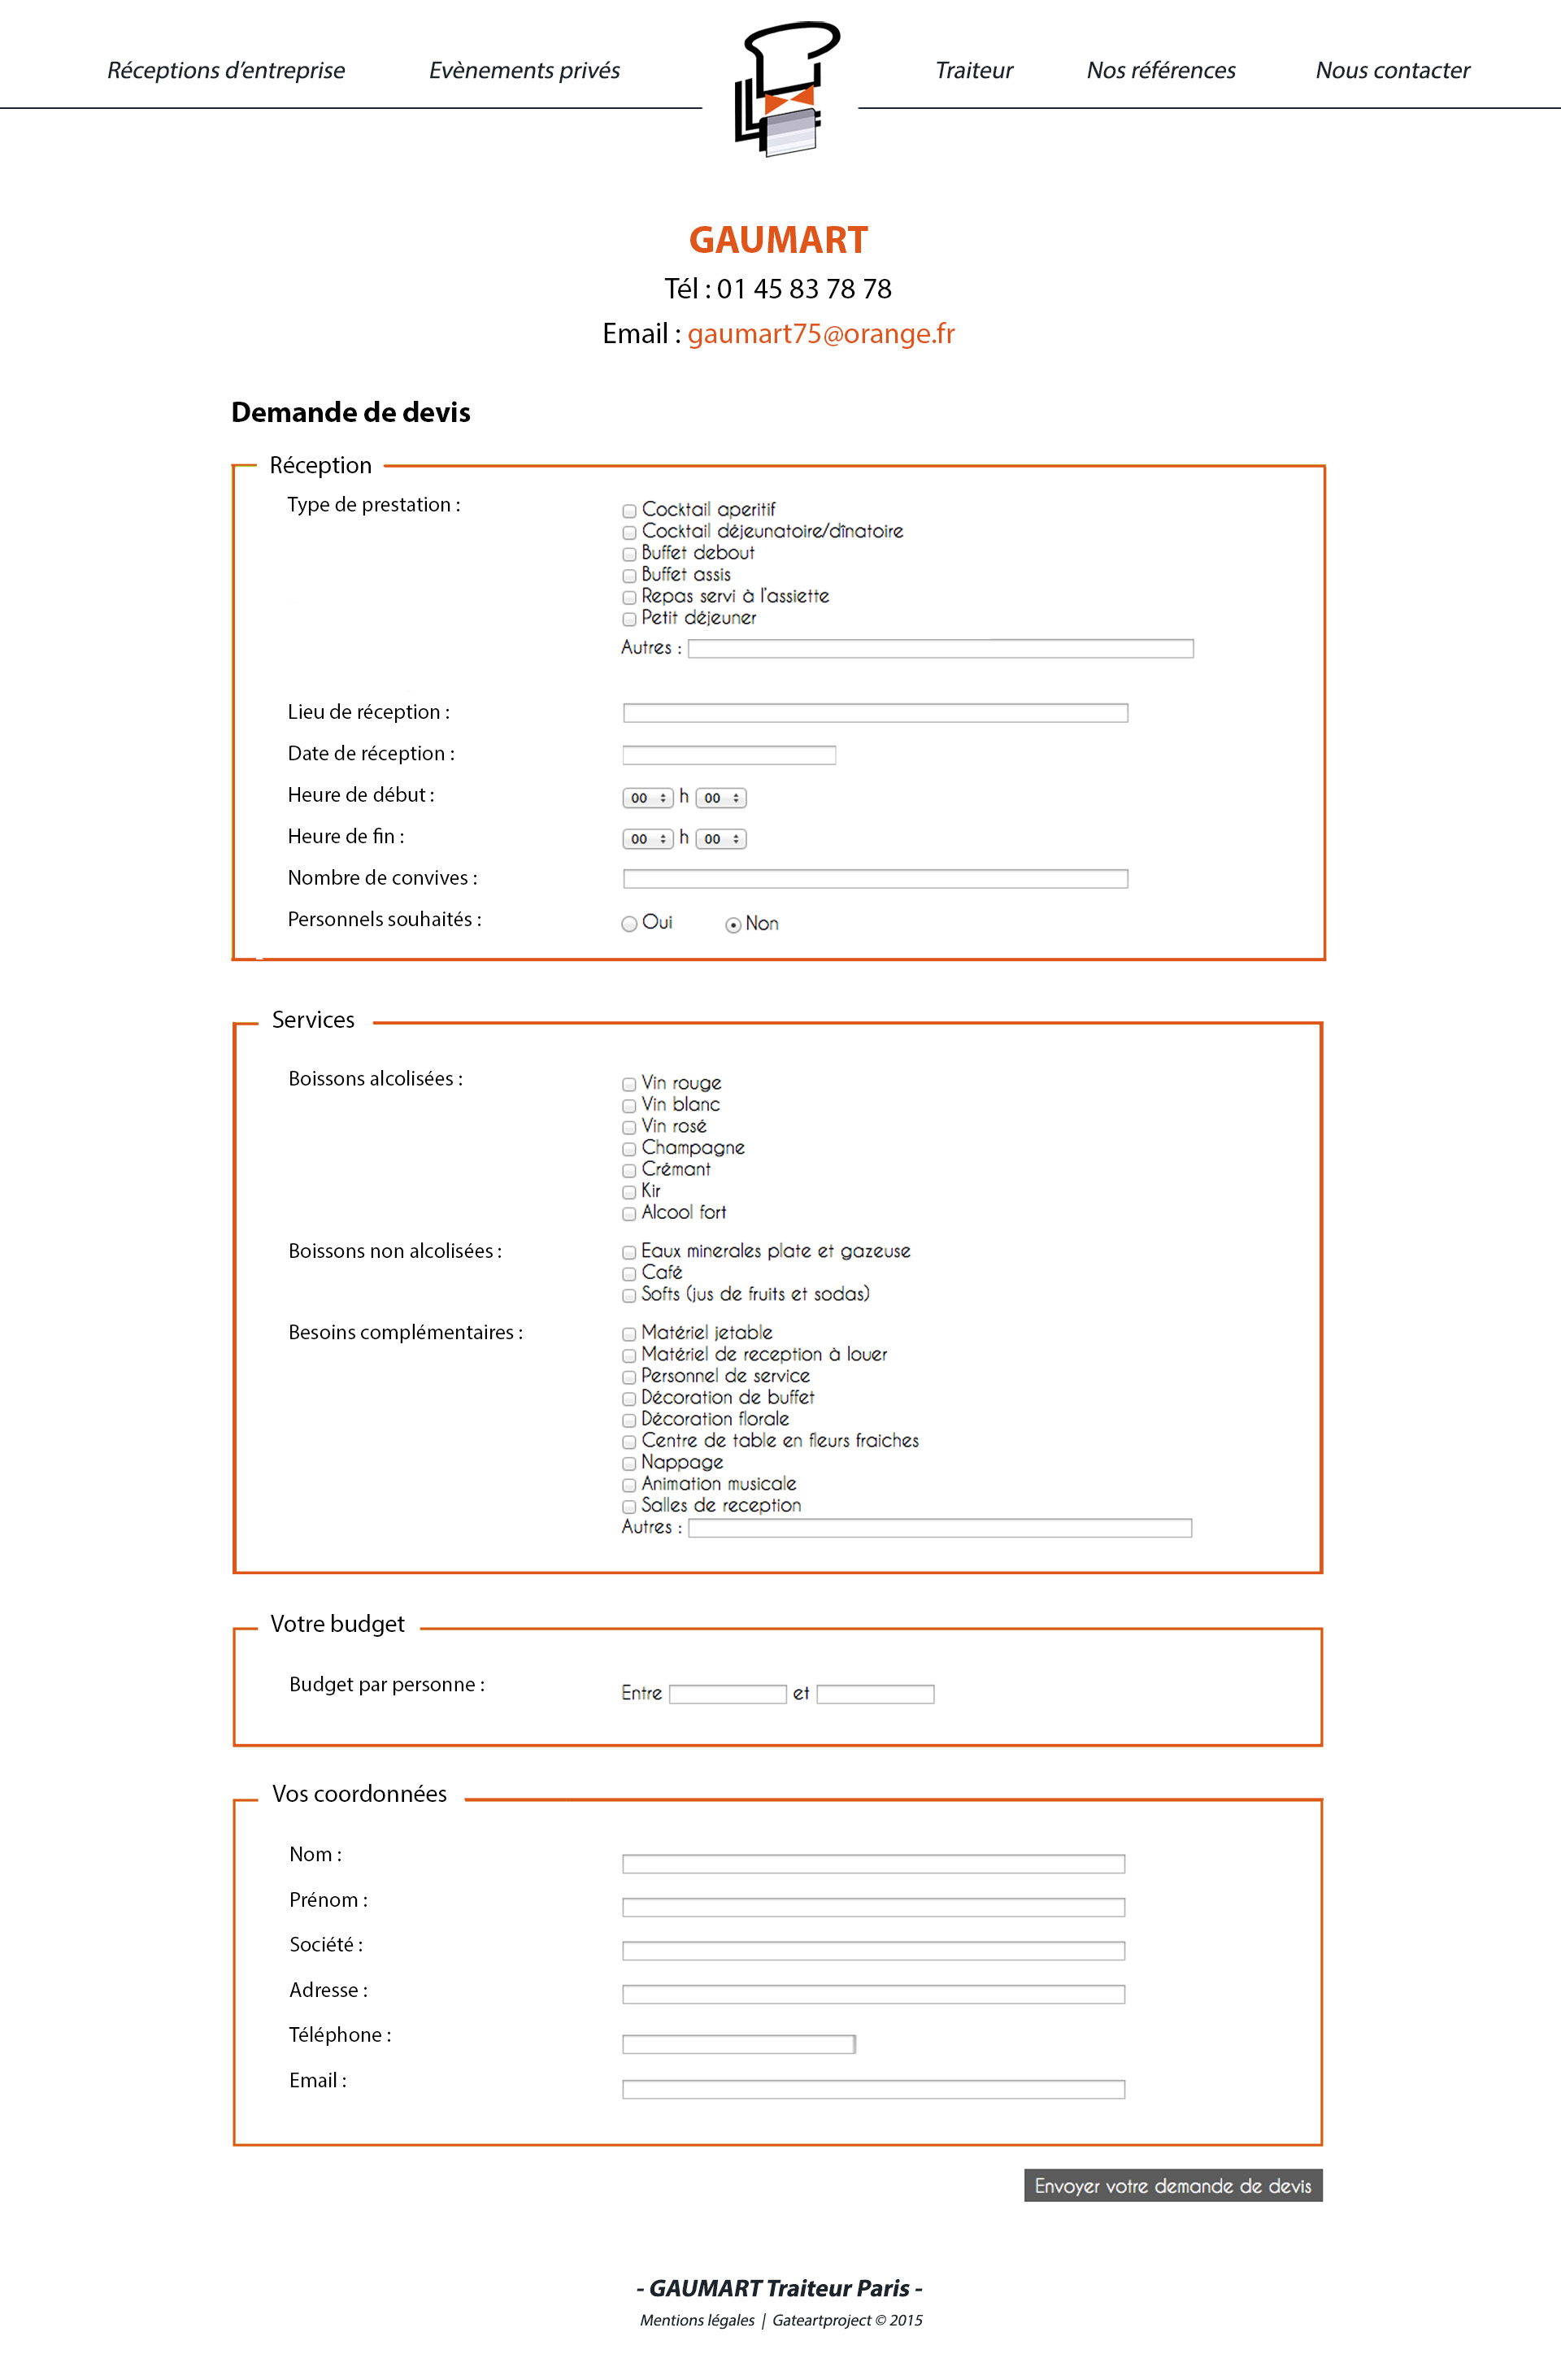 Réceptions d'entreprise
Evènements privés
Traiteur
Nos références
Nous contacter
GAUMART
Tél : 01 45 83 78 78
Email : gaumart75@orange.fr
Demande de devis
Réception
Type de prestation :
Cocktail aperitif
Cocktail déjeunatoire/dînatoire
Buffet debout
Buffet assis
Repas servi à l'assiette
Petit déjeuner
Autres :
Lieu de réception :
Date de réception :
Heure de début : 00 h 00
Heure de fin : 00 h 00
Nombre de convives :
Personnels souhaités : Oui Non
Services
Boissons alcolisées :
Vin rouge
Vin blanc
Vin rosé
Champagne
Crémant
Kir
Alcool fort
Boissons non alcolisées :
Eaux minerales plate et gazeuse
Café
Softs (jus de fruits et sodas)
Besoins complémentaires :
Matériel jetable
Matériel de reception à louer
Personnel de service
Décoration de buffet
Décoration florale
Centre de table en fleurs fraiches
Nappage
Animation musicale
Salles de reception
Autres :
Votre budget
Budget par personne : Entre et
Vos coordonnées
Nom :
Prénom :
Société :
Adresse :
Téléphone :
Email :
Envoyer votre demande de devis
- GAUMART Traiteur Paris -
Mentions légales | Gateartproject © 2015